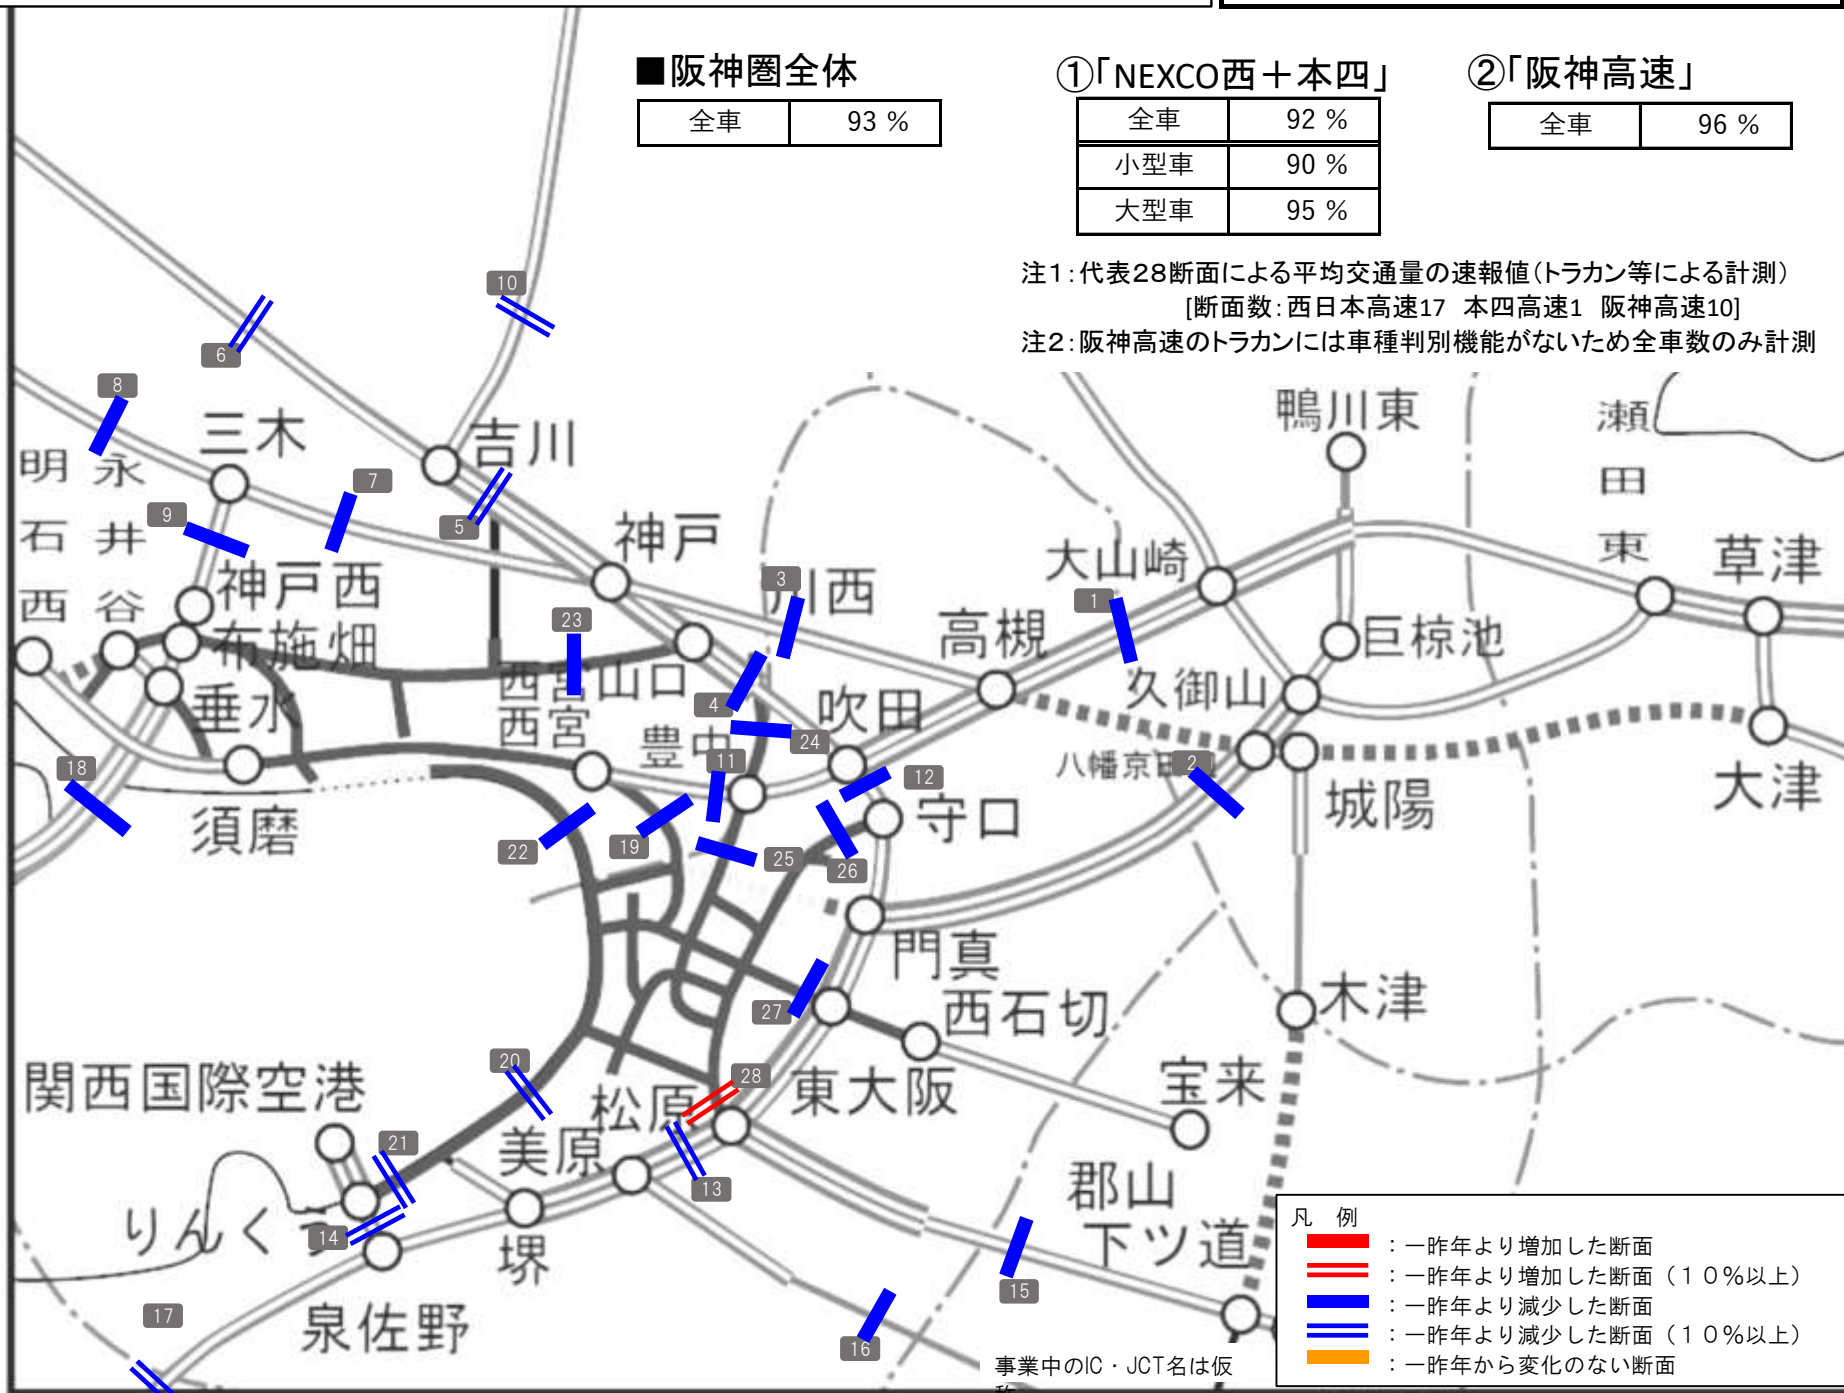 ■阪神圏全体
全車 93 %
①「NEXCO西＋本四」
全車 92 %
小型車 90 %
大型車 95 %
②「阪神高速」
全車 96 %
注1：代表28断面による平均交通量の速報値（トラカン等による計測）
[断面数：西日本高速17 本四高速1 阪神高速10]
注2：阪神高速のトラカンには車種判別機能がないため全車数のみ計測
10
6
8
三木
吉川
鴨川東
瀬田東
明石西
永井谷
7
9
5
神戸
神戸西
3
川西
大山崎
草津
1
布施畑
23
高槻
巨椋池
西宮山口
久御山
垂水
4
吹田
西宮
豊中
24
11
八幡京田辺
2
18
12
大津
須磨
守口
城陽
22
19
25
26
門真
木津
27
西石切
関西国際空港
20
松原
28
東大阪
宝来
21
美原
13
郡山下ツ道
りんくう
14
堺
15
17
泉佐野
16
事業中のIC・JCT名は仮称
凡 例
：一昨年より増加した断面
：一昨年より増加した断面（１０％以上）
：一昨年より減少した断面
：一昨年より減少した断面（１０％以上）
：一昨年から変化のない断面